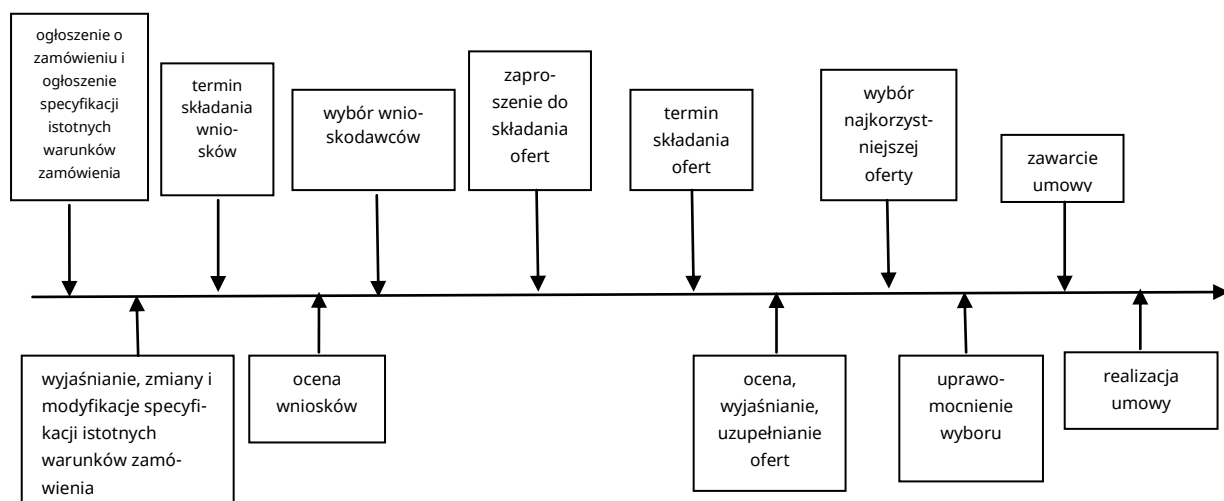 ogłoszenie o
zamówieniu i
ogłoszenie
specyfikacji
istotnych
warunków
zamówienia
termin
składania
wnio-
sków
wybór wnio-
skodawców
zapro-
szenie do
składania
ofert
termin
składania
ofert
wybór
najkorzyst-
niejszej
oferty
zawarcie
umowy
wyjaśnianie, zmiany i
modyfikacje specyfi-
kacji istotnych
warunków zamó-
wienia
ocena
wniosków
ocena,
wyjaśnianie,
uzupełnianie
ofert
uprawo-
mocnienie
wyboru
realizacja
umowy